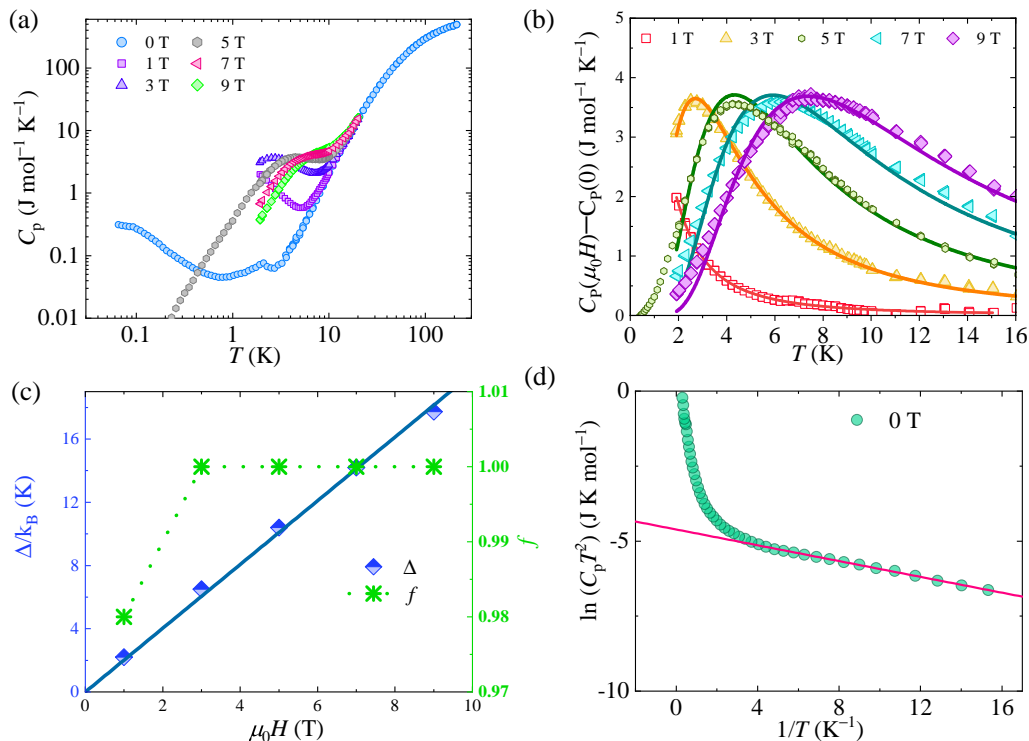 (a)
0 T 5 T
1 T 7 T
3 T 9 T
100
10
1
0.1
0.01
0.1 1 10 100
C_p (J mol⁻¹ K⁻¹)
T (K)
(b)
1 T 3 T 5 T 7 T 9 T
5
4
3
2
1
0
0 2 4 6 8 10 12 14 16
C_P(μ₀H)−C_P(0) (J mol⁻¹ K⁻¹)
T (K)
(c)
16
12
8
4
0
0 2 4 6 8 10
1.01
1.00
0.99
0.98
0.97
Δ/k_B (K)
f
Δ
f
μ₀H (T)
(d)
0 T
0
-5
-10
0 4 8 12 16
ln (C_pT²) (J K mol⁻¹)
1/T (K⁻¹)